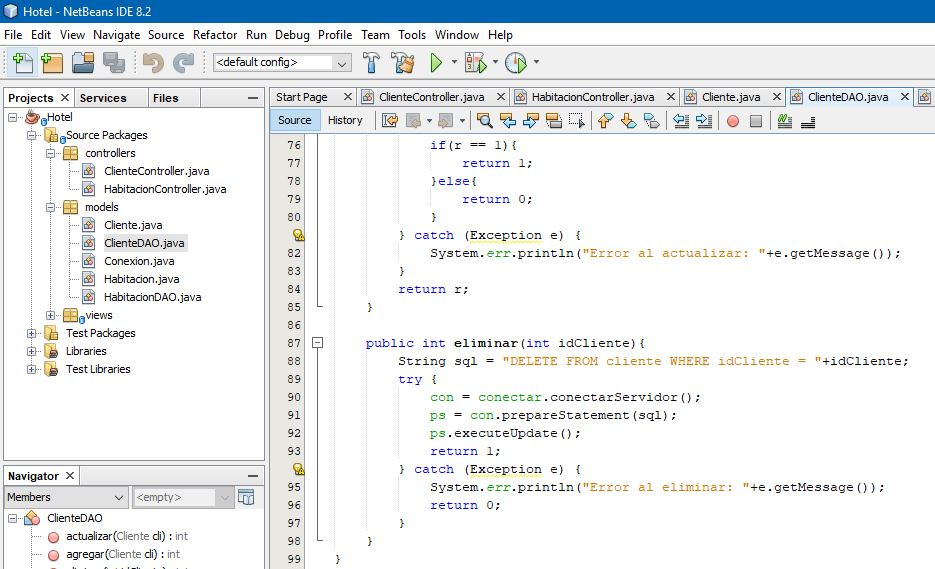 Hotel - NetBeans IDE 8.2
File Edit View Navigate Source Refactor Run Debug Profile Team Tools Window Help
<default config>
Projects Services Files
Hotel
Source Packages
controllers
ClienteController.java
HabitacionController.java
models
Cliente.java
ClienteDAO.java
Conexion.java
Habitacion.java
HabitacionDAO.java
views
Test Packages
Libraries
Test Libraries
Navigator
Members <empty>
ClienteDAO
actualizar(Cliente cli) : int
agregar(Cliente cli) : int
Start Page ClienteController.java HabitacionController.java Cliente.java ClienteDAO.java
Source History
76 if(r == 1){
77 return 1;
78 }else{
79 return 0;
80 }
} catch (Exception e) {
82 System.err.println("Error al actualizar: "+e.getMessage());
83 }
84 return r;
85 }
86
87 public int eliminar(int idCliente){
88 String sql = "DELETE FROM cliente WHERE idCliente = "+idCliente;
89 try {
90 con = conectar.conectarServidor();
91 ps = con.prepareStatement(sql);
92 ps.executeUpdate();
93 return 1;
} catch (Exception e) {
95 System.err.println("Error al eliminar: "+e.getMessage());
96 return 0;
97 }
98 }
99 }